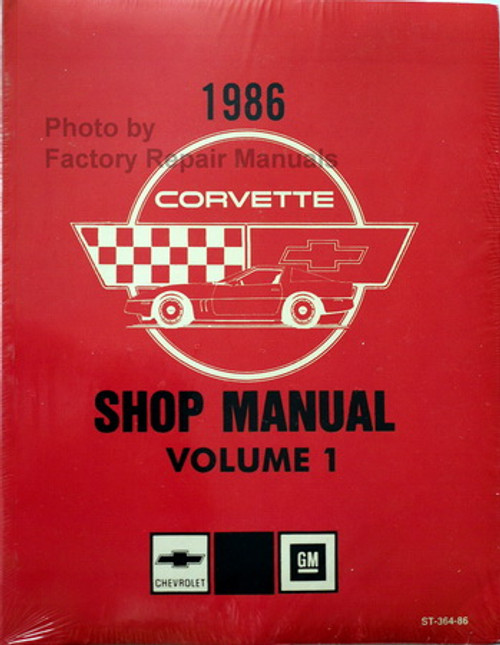 1986
Photo by
Factory Repair Manuals
CORVETTE
SHOP MANUAL
VOLUME 1
CHEVROLET
GM
ST-364-86